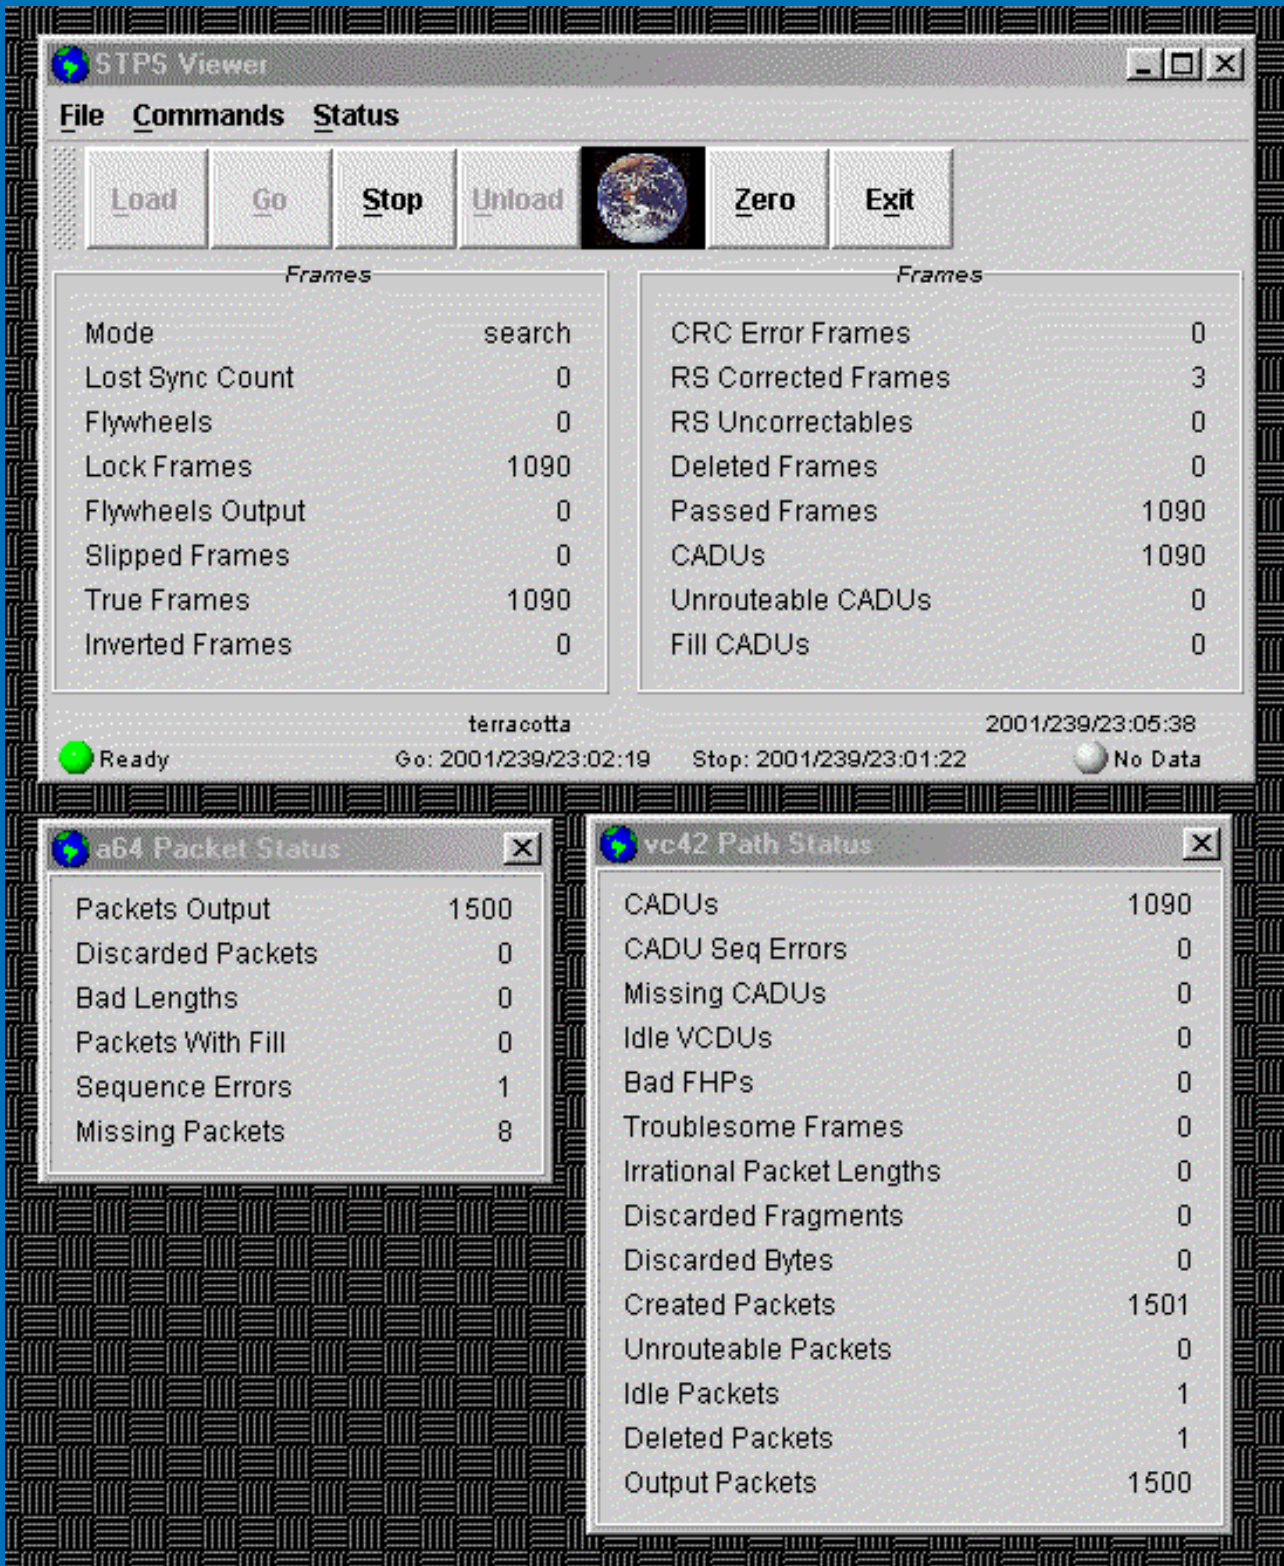 STPS Viewer
File Commands Status
Load Go Stop Unload Zero Exit
Frames
Mode search
Lost Sync Count 0
Flywheels 0
Lock Frames 1090
Flywheels Output 0
Slipped Frames 0
True Frames 1090
Inverted Frames 0
Frames
CRC Error Frames 0
RS Corrected Frames 3
RS Uncorrectables 0
Deleted Frames 0
Passed Frames 1090
CADUs 1090
Unrouteable CADUs 0
Fill CADUs 0
terracotta 2001/239/23:05:38
Ready Go: 2001/239/23:02:19 Stop: 2001/239/23:01:22 No Data
a64 Packet Status
Packets Output 1500
Discarded Packets 0
Bad Lengths 0
Packets With Fill 0
Sequence Errors 1
Missing Packets 8
vc42 Path Status
CADUs 1090
CADU Seq Errors 0
Missing CADUs 0
Idle VCDUs 0
Bad FHPs 0
Troublesome Frames 0
Irrational Packet Lengths 0
Discarded Fragments 0
Discarded Bytes 0
Created Packets 1501
Unrouteable Packets 0
Idle Packets 1
Deleted Packets 1
Output Packets 1500